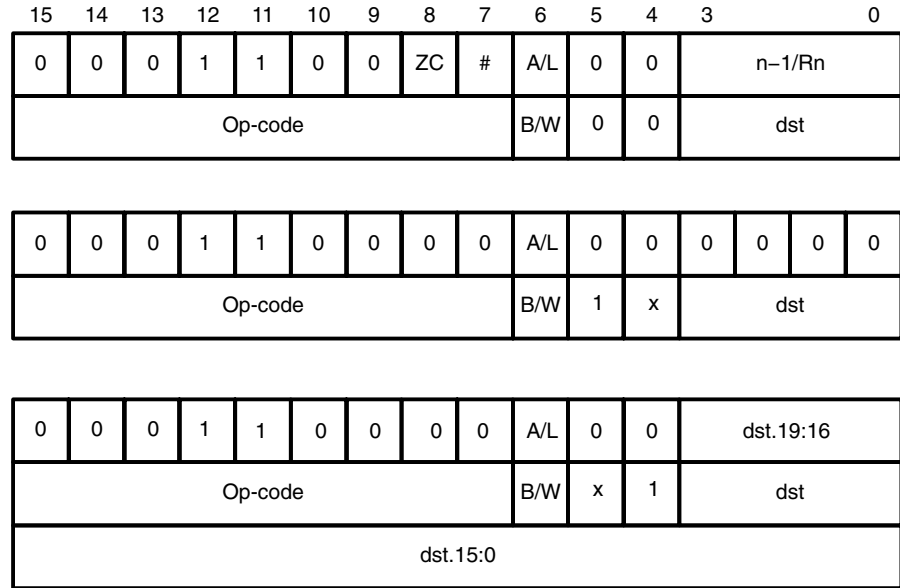 15 14 13 12 11 10 9 8 7 6 5 4 3 0
0 0 0 1 1 0 0 ZC # A/L 0 0 n−1/Rn
Op-code B/W 0 0 dst
0 0 0 1 1 0 0 0 0 A/L 0 0 0 0 0 0
Op-code B/W 1 x dst
0 0 0 1 1 0 0 0 0 A/L 0 0 dst.19:16
Op-code B/W x 1 dst
dst.15:0